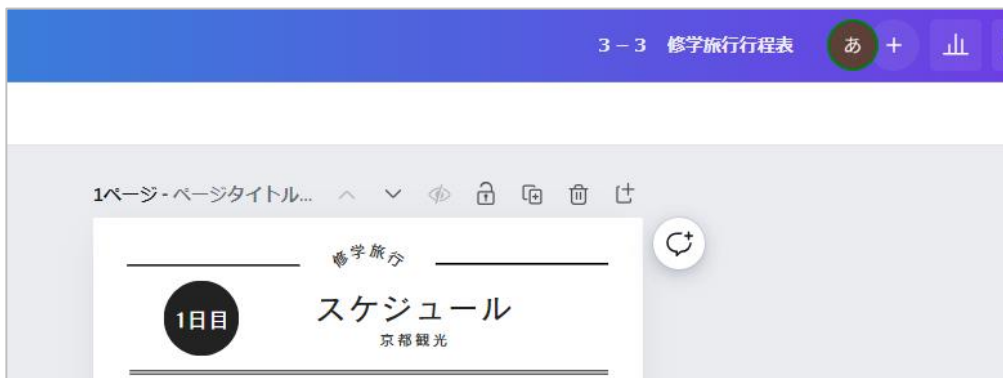 3－3　修学旅行行程表
あ
1ページ - ページタイトル...
修学旅行
スケジュール
1日目
京都観光